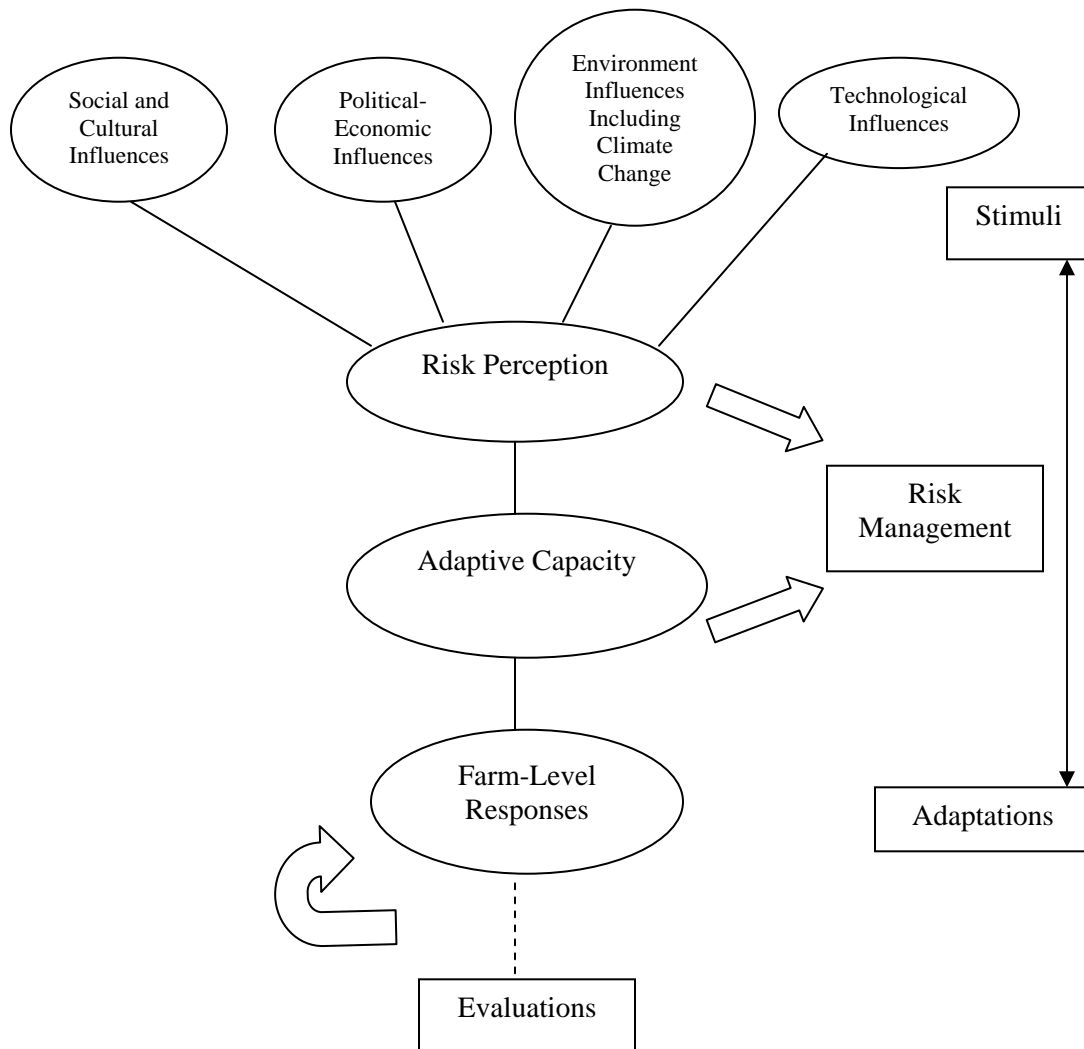 Social and
Cultural
Influences
Political-
Economic
Influences
Environment
Influences
Including
Climate
Change
Technological
Influences
Stimuli
Risk Perception
Risk
Management
Adaptive Capacity
Farm-Level
Responses
Adaptations
Evaluations